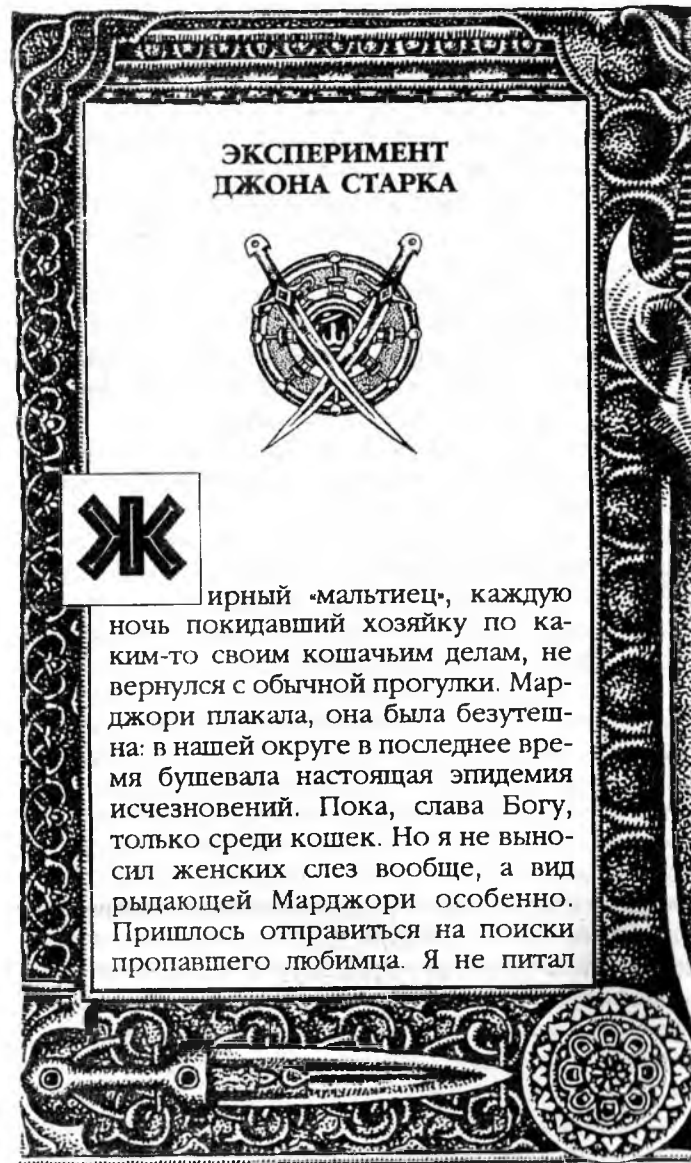 ЭКСПЕРИМЕНТ
ДЖОНА СТАРКА
Жирный «мальтиец», каждую
ночь покидавший хозяйку по ка-
ким-то своим кошачьим делам, не
вернулся с обычной прогулки. Мар-
джори плакала, она была безутеш-
на: в нашей округе в последнее вре-
мя бушевала настоящая эпидемия
исчезновений. Пока, слава Богу,
только среди кошек. Но я не выно-
сил женских слез вообще, а вид
рыдающей Марджори особенно.
Пришлось отправиться на поиски
пропавшего любимца. Я не питал